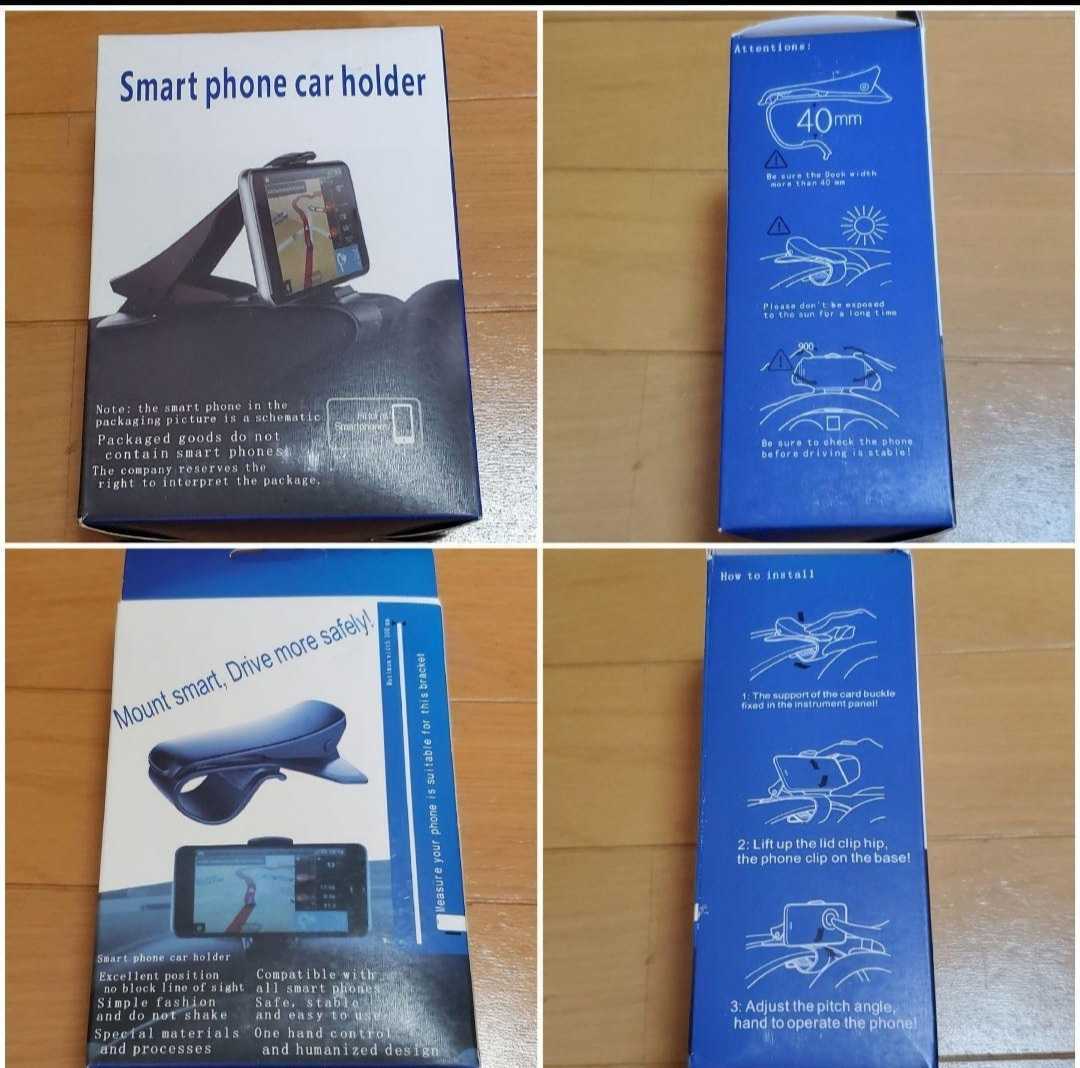 Smart phone car holder
Note: the smart phone in the
packaging picture is a schematic
Packaged goods do not
contain smart phones
The company reserves the
right to interpret the package.
Smartphones
Attentions:
40mm
Be sure the Dock width
more than 40 mm
Please don't be exposed
to the sun for a long time
900
Be sure to check the phone
before driving is stable!
Mount smart, Drive more safely!
Measure your phone is suitable for this bracket
Smart phone car holder
Excellent position
no block line of sight
Simple fashion
and do not shake
Special materials
and processes
Compatible with
all smart phones
Safe, stable
and easy to use
One hand control
and humanized design
How to install
1: The support of the card buckle
fixed in the instrument panel!
2: Lift up the lid clip hip,
the phone clip on the base!
3: Adjust the pitch angle,
hand to operate the phone!